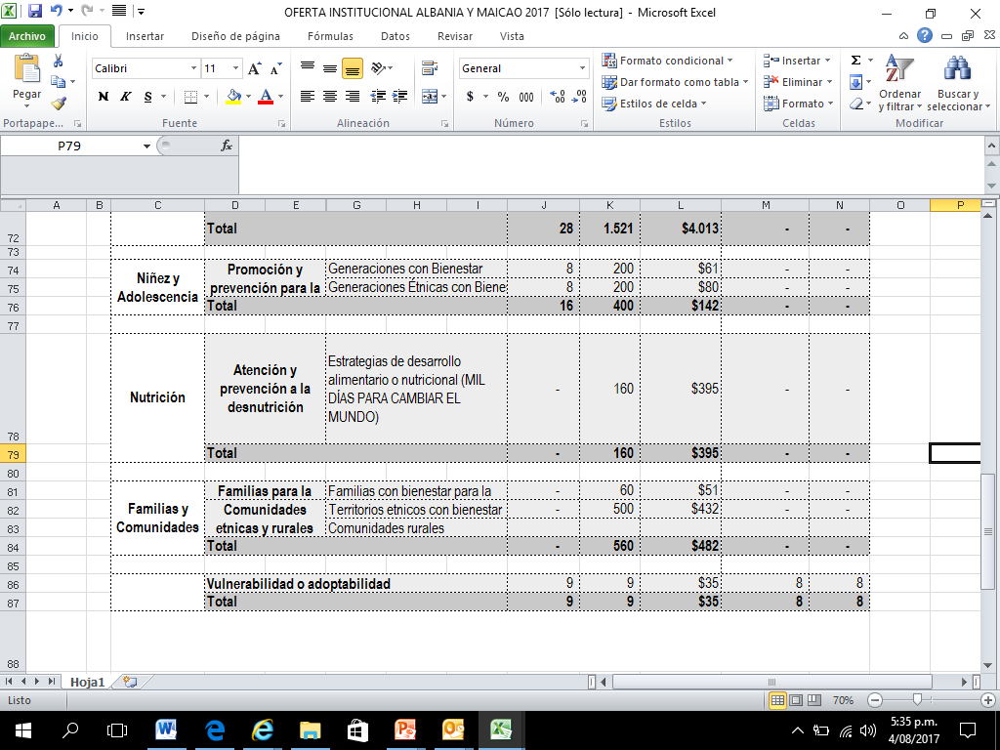 OFERTA INSTITUCIONAL ALBANIA Y MAICAO 2017 [Sólo lectura] - Microsoft Excel
Archivo Inicio Insertar Diseño de página Fórmulas Datos Revisar Vista
Pegar
Portapape...
Calibri 11
N K S
Fuente
Alineación
General
$ % 000
Número
Formato condicional
Dar formato como tabla
Estilos de celda
Estilos
Insertar
Eliminar
Formato
Celdas
Σ
Ordenar y filtrar
Buscar y seleccionar
Modificar
P79 fx
A B C D E G H I J K L M N O P
72 Total 28 1.521 $4.013 - -
73
Niñez y Adolescencia
Promoción y prevención para la
74 Generaciones con Bienestar 8 200 $61 - -
75 Generaciones Étnicas con Biene 8 200 $80 - -
76 Total 16 400 $142 - -
77
Nutrición
Atención y prevención a la desnutrición
Estrategias de desarrollo
alimentario o nutricional (MIL
DÍAS PARA CAMBIAR EL
MUNDO)
78 - 160 $395 - -
79 Total - 160 $395 - -
80
Familias y Comunidades
Familias para la Comunidades etnicas y rurales
81 Familias con bienestar para la - 60 $51 - -
82 Territorios etnicos con bienestar - 500 $432 - -
83 Comunidades rurales
84 Total - 560 $482 - -
85
86 Vulnerabilidad o adoptabilidad 9 9 $35 8 8
87 Total 9 9 $35 8 8
88
Hoja1
Listo 70%
5:35 p.m.
4/08/2017